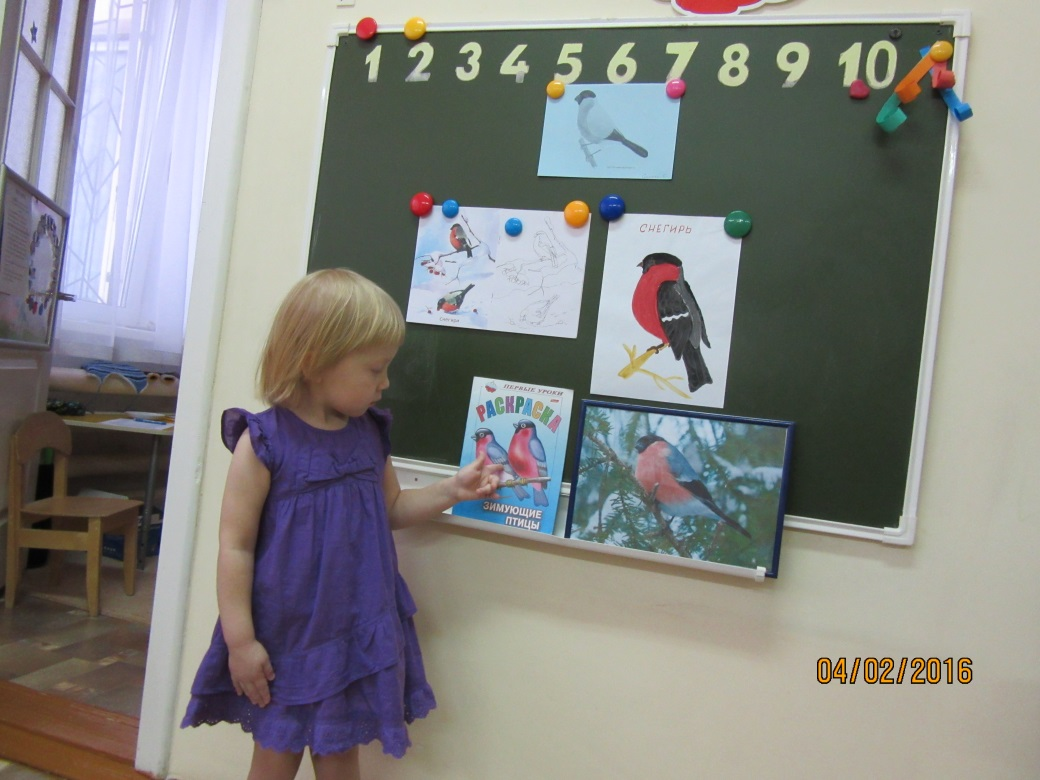 1 2 3 4 5 6 7 8 9 10
СНЕГИРЬ
СНЕГИРИ
ПЕРВЫЕ УРОКИ
РАСКРАСКА
ЗИМУЮЩИЕ
ПТИЦЫ
04/02/2016